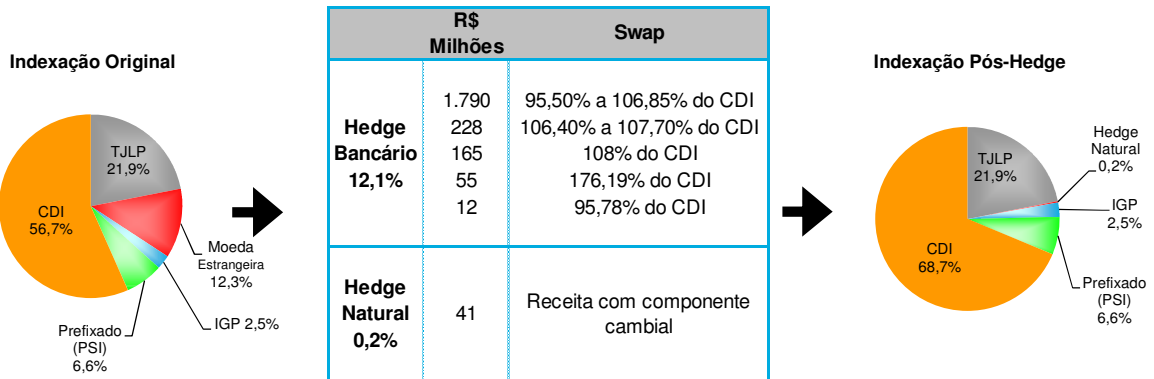 Indexação Original
TJLP
21,9%
CDI
56,7%
Moeda
Estrangeira
12,3%
IGP 2,5%
Prefixado
(PSI)
6,6%
R$
Milhões
Swap
Hedge
Bancário
12,1%
1.790 95,50% a 106,85% do CDI
228 106,40% a 107,70% do CDI
165 108% do CDI
55 176,19% do CDI
12 95,78% do CDI
Hedge
Natural
0,2%
41
Receita com componente
cambial
Indexação Pós-Hedge
TJLP
21,9%
Hedge
Natural
0,2%
IGP
2,5%
CDI
68,7%
Prefixado
(PSI)
6,6%